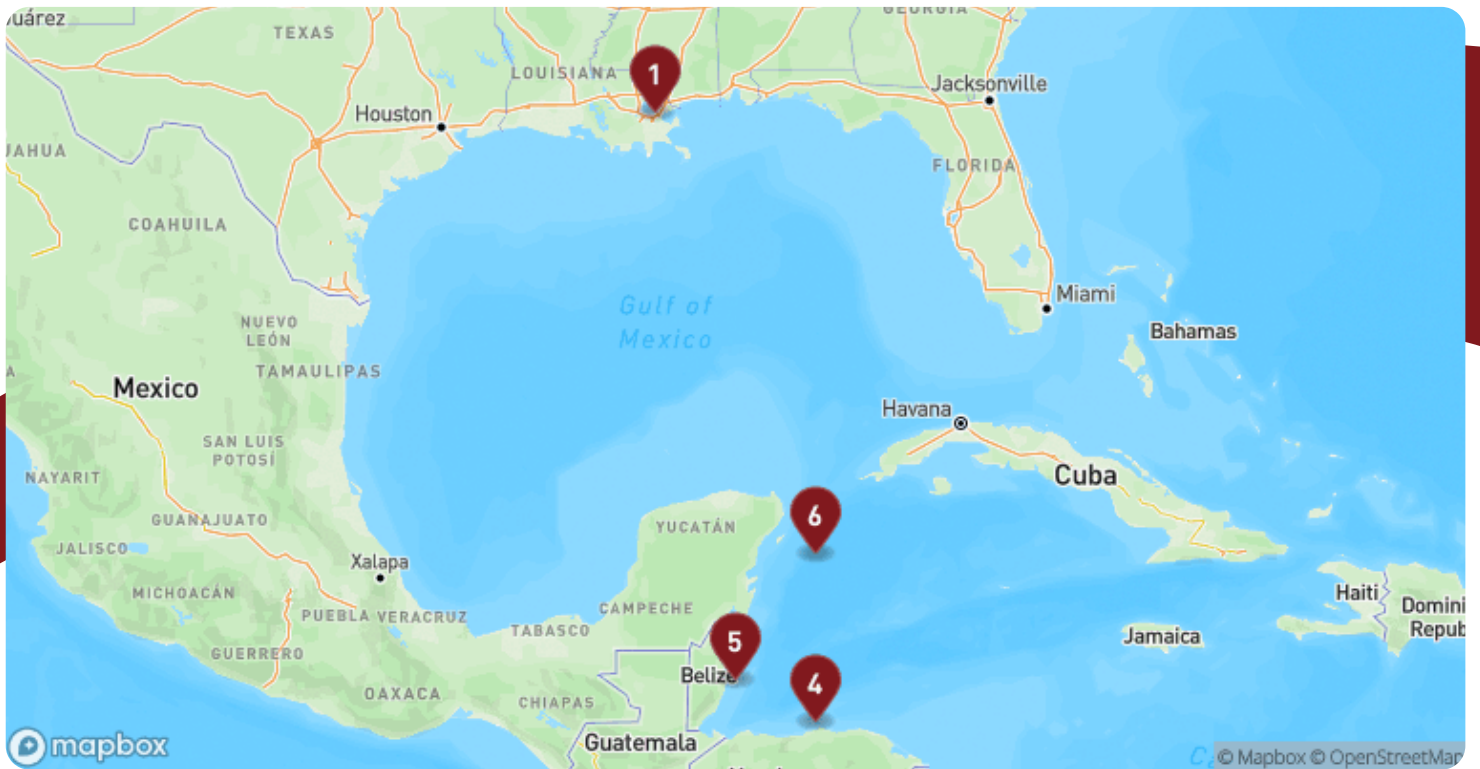 uárez
GEORGIA
TEXAS
LOUISIANA
1
Jacksonville
Houston
UAHUA
FLORIDA
COAHUILA
Gulf of
Mexico
Miami
NUEVO
LEÓN
Bahamas
TAMAULIPAS
Mexico
Havana
SAN LUIS
POTOSÍ
NAYARIT
Cuba
6
YUCATÁN
GUANAJUATO
JALISCO
Xalapa
MICHOACÁN
Haiti
CAMPECHE
Domini
Repub
PUEBLA
VERACRUZ
TABASCO
5
Jamaica
GUERRERO
Belize
4
OAXACA
CHIAPAS
Guatemala
mapbox
© Mapbox © OpenStreetMap